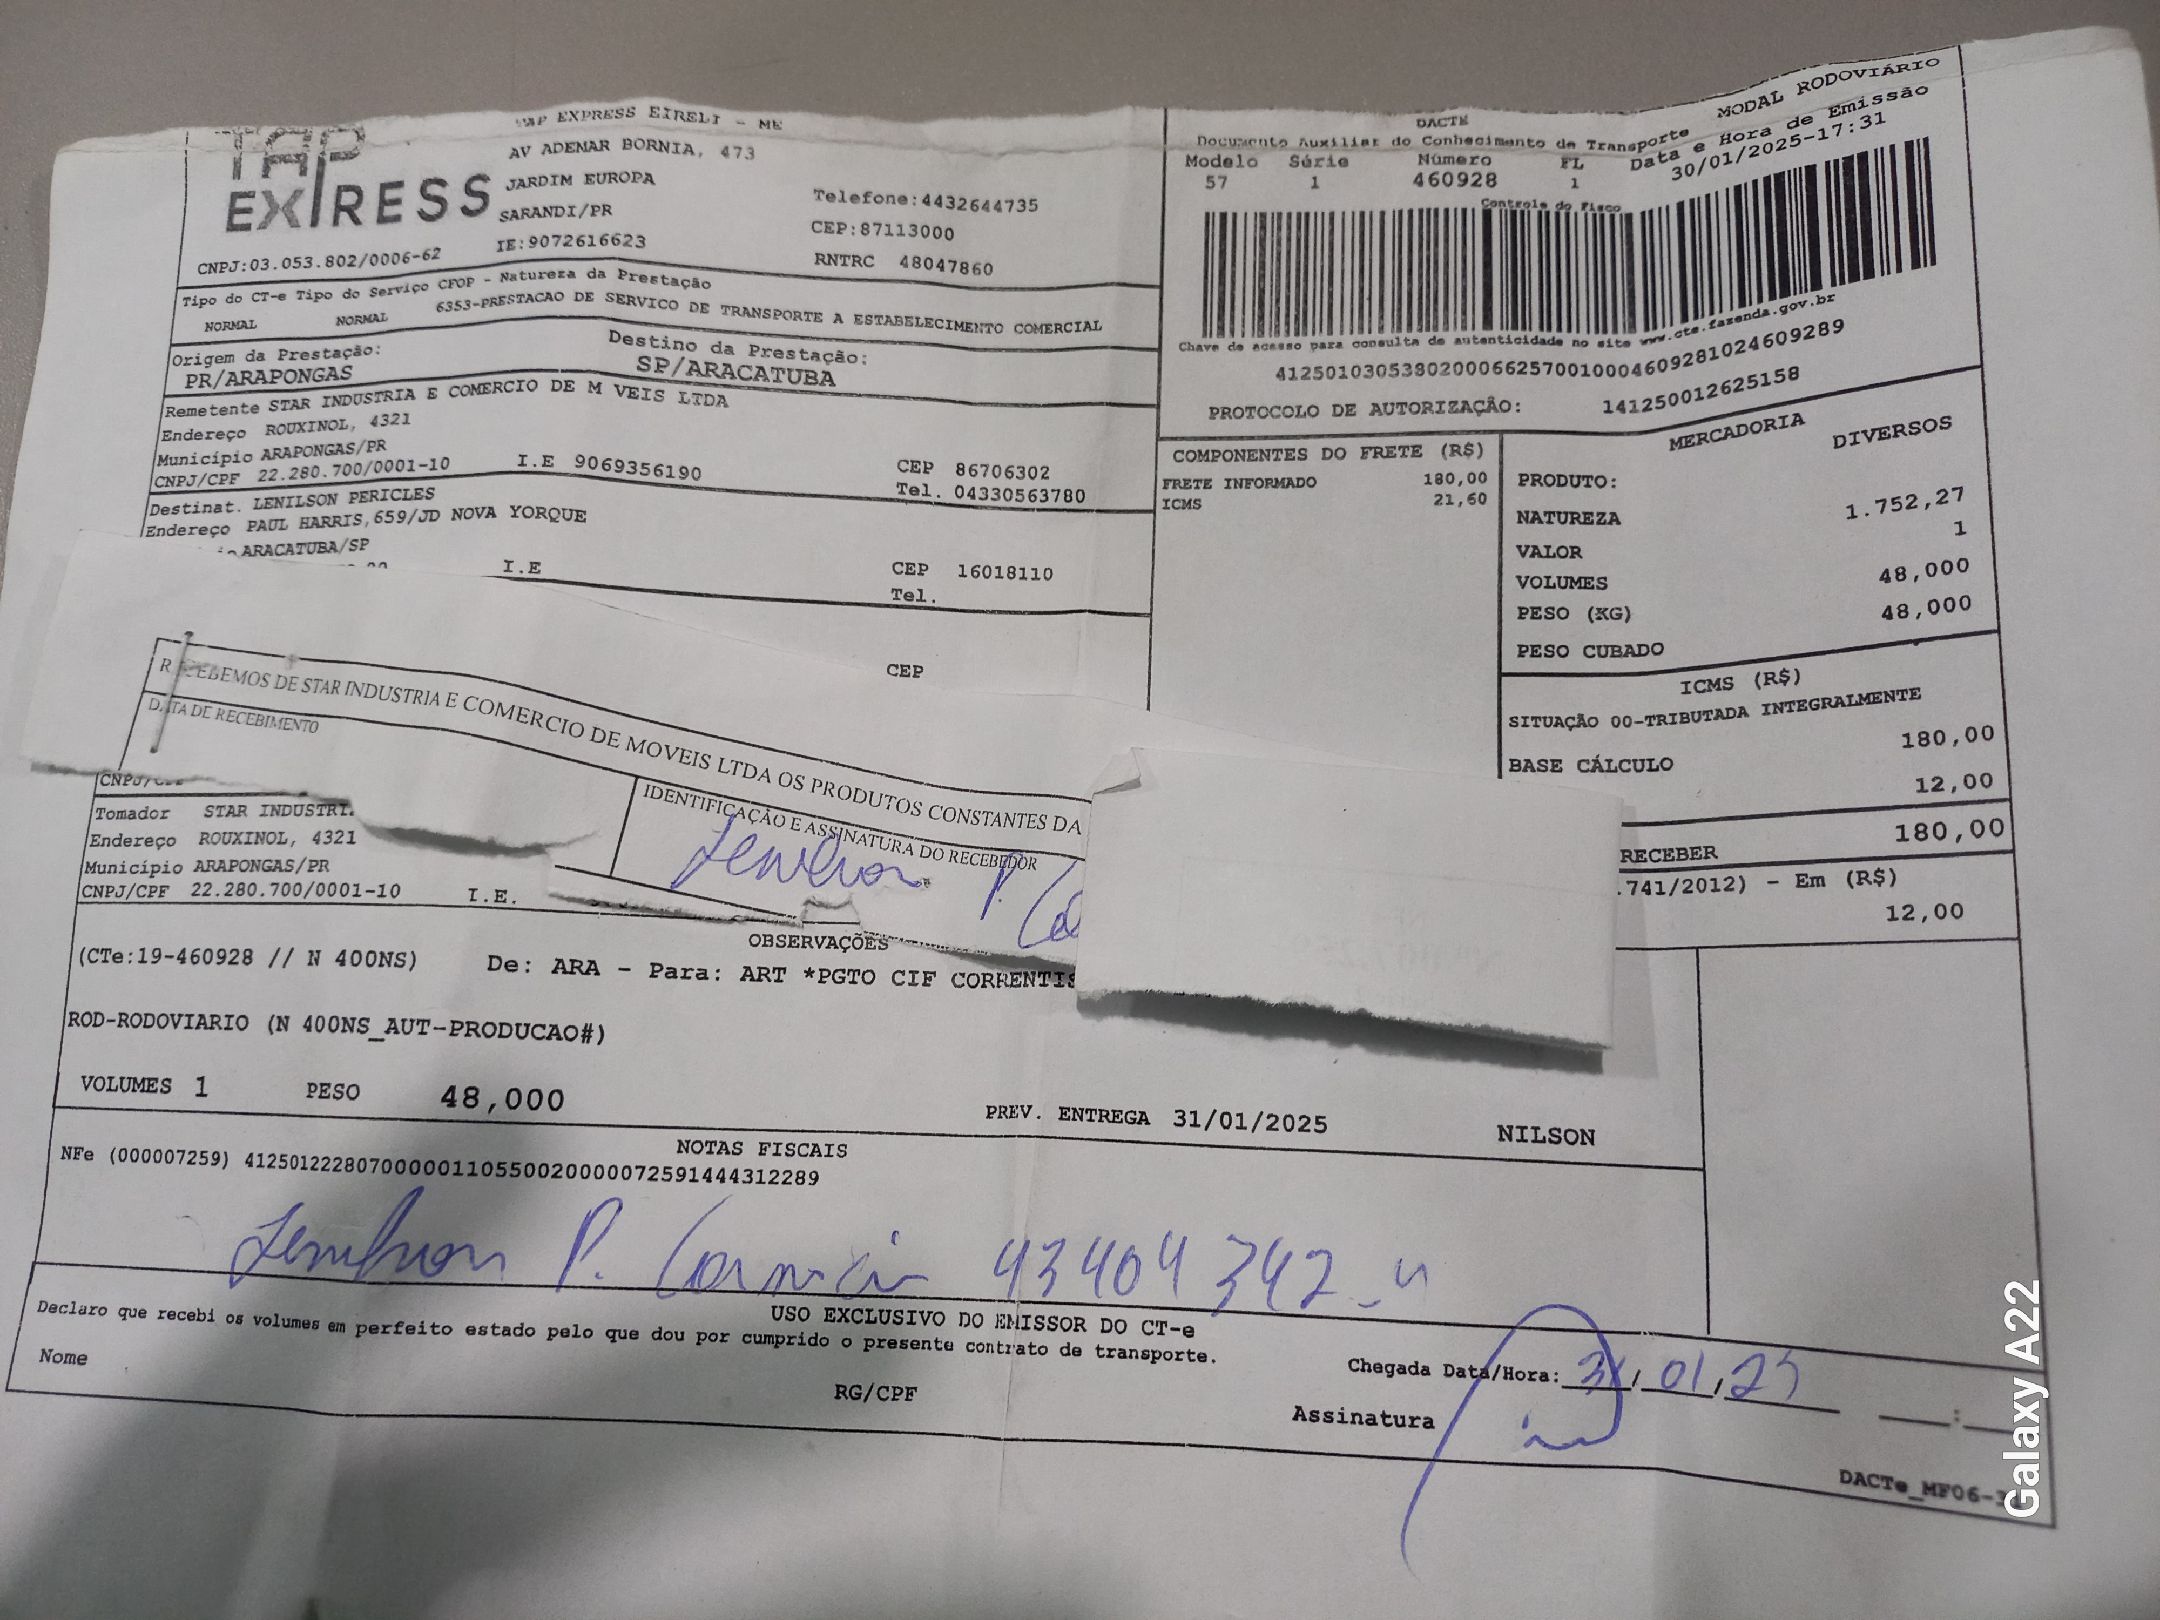 TAP
EXPRESS
EXPRESS EIRELI - ME
AV ADEMAR BORNIA, 473
JARDIM EUROPA
SARANDI/PR
IE:9072616623
Telefone:4432644735
CEP:87113000
RNTRC 48047860
CNPJ:03.053.802/0006-62
Tipo do CT-e Tipo do Serviço CFOP - Natureza da Prestação
NORMAL NORMAL 6353-PRESTACAO DE SERVICO DE TRANSPORTE A ESTABELECIMENTO COMERCIAL
Origem da Prestação: Destino da Prestação:
PR/ARAPONGAS SP/ARACATUBA
Remetente STAR INDUSTRIA E COMERCIO DE M VEIS LTDA
Endereço ROUXINOL, 4321
Município ARAPONGAS/PR CEP 86706302
CNPJ/CPF 22.280.700/0001-10 I.E 9069356190 Tel. 04330563780
Destinat. LENILSON PERICLES
Endereço PAUL HARRIS,659/JD NOVA YORQUE
ARACATUBA/SP CEP 16018110
I.E Tel.
CEP
DACTE
MODAL RODOVIÁRIO
Documento Auxiliar do Conhecimento de Transporte
Data e Hora de Emissão
30/01/2025-17:31
Modelo Série Número FL
57 1 460928 1
Controle do Fisco
Chave de acesso para consulta de autenticidade no site www.cte.fazenda.gov.br
41250103053802000662570010004609281024609289
PROTOCOLO DE AUTORIZAÇÃO: 141250012625158
COMPONENTES DO FRETE (R$)
FRETE INFORMADO 180,00
ICMS 21,60
MERCADORIA
PRODUTO: DIVERSOS
NATUREZA
VALOR 1.752,27
VOLUMES 1
PESO (KG) 48,000
PESO CUBADO 48,000
ICMS (R$)
SITUAÇÃO 00-TRIBUTADA INTEGRALMENTE
BASE CÁLCULO 180,00
12,00
RECEBER 180,00
.741/2012) - Em (R$)
12,00
RECEBEMOS DE STAR INDUSTRIA E COMERCIO DE MOVEIS LTDA OS PRODUTOS CONSTANTES DA
DATA DE RECEBIMENTO
IDENTIFICAÇÃO E ASSINATURA DO RECEBEDOR
Lenilson P. Co
CNPJ/CPF
Tomador STAR INDUSTRI
Endereço ROUXINOL, 4321
Município ARAPONGAS/PR
CNPJ/CPF 22.280.700/0001-10 I.E.
OBSERVAÇÕES
(CTe:19-460928 // N 400NS) De: ARA - Para: ART *PGTO CIF CORRENTIS
ROD-RODOVIARIO (N 400NS_AUT-PRODUCAO#)
VOLUMES 1 PESO 48,000 PREV. ENTREGA 31/01/2025 NILSON
NOTAS FISCAIS
NFe (000007259) 41250122280700000110550020000072591444312289
Lenilson P. 43404342
USO EXCLUSIVO DO EMISSOR DO CT-e
Declaro que recebi os volumes em perfeito estado pelo que dou por cumprido o presente contrato de transporte.
Nome RG/CPF
Chegada Data/Hora: 31/01/25 :
Assinatura
DACTe_MF06-
Galaxy A22